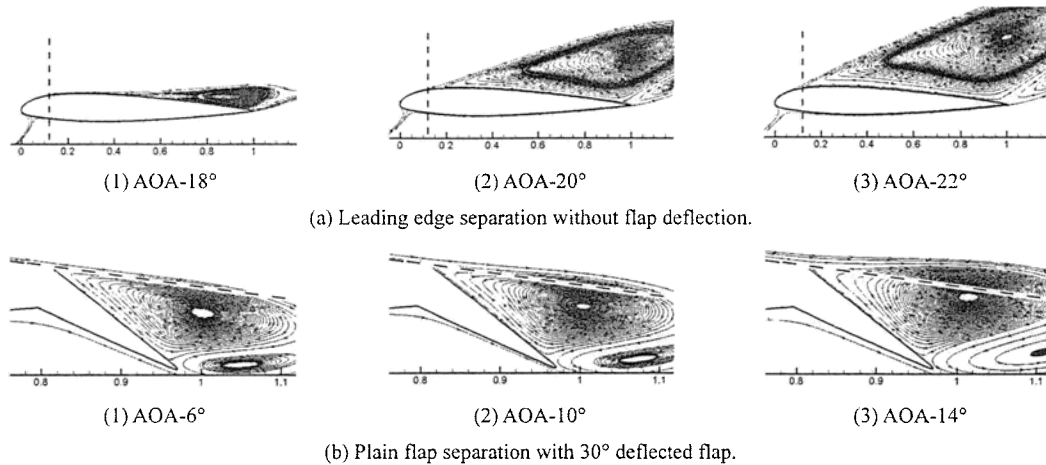 0 0.2 0.4 0.6 0.8 1
0 0.2 0.4 0.6 0.8 1
0 0.2 0.4 0.6 0.8 1
(1) AOA-18°
(2) AOA-20°
(3) AOA-22°
(a) Leading edge separation without flap deflection.
0.8 0.9 1 1.1
0.8 0.9 1 1.1
0.8 0.9 1 1.1
(1) AOA-6°
(2) AOA-10°
(3) AOA-14°
(b) Plain flap separation with 30° deflected flap.